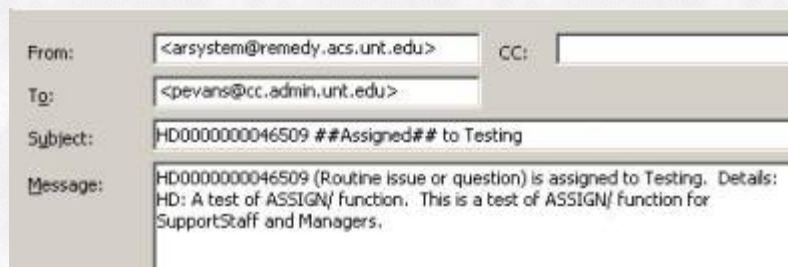 From: <arsystem@remedy.acs.unt.edu> CC:
To: <pevans@cc.admin.unt.edu>
Subject: HD0000000046509 ##Assigned## to Testing
Message: HD0000000046509 (Routine issue or question) is assigned to Testing. Details:
HD: A test of ASSIGN/ function. This is a test of ASSIGN/ function for
SupportStaff and Managers.